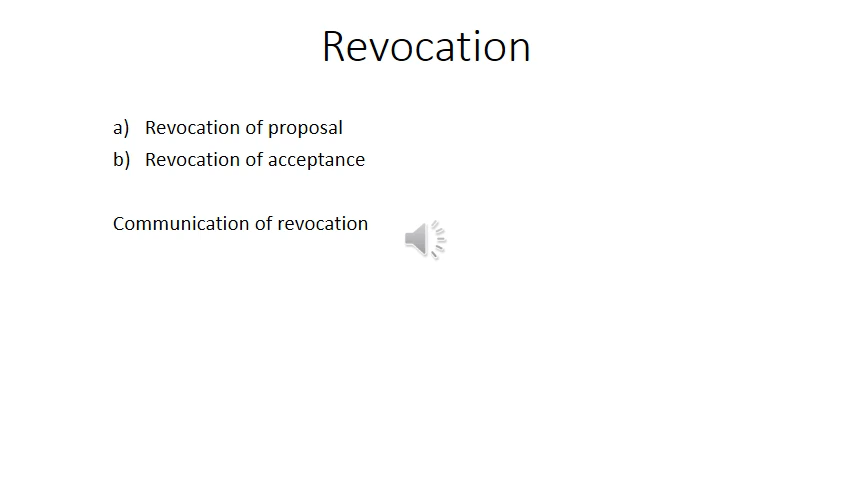 Revocation
a) Revocation of proposal
b) Revocation of acceptance
Communication of revocation